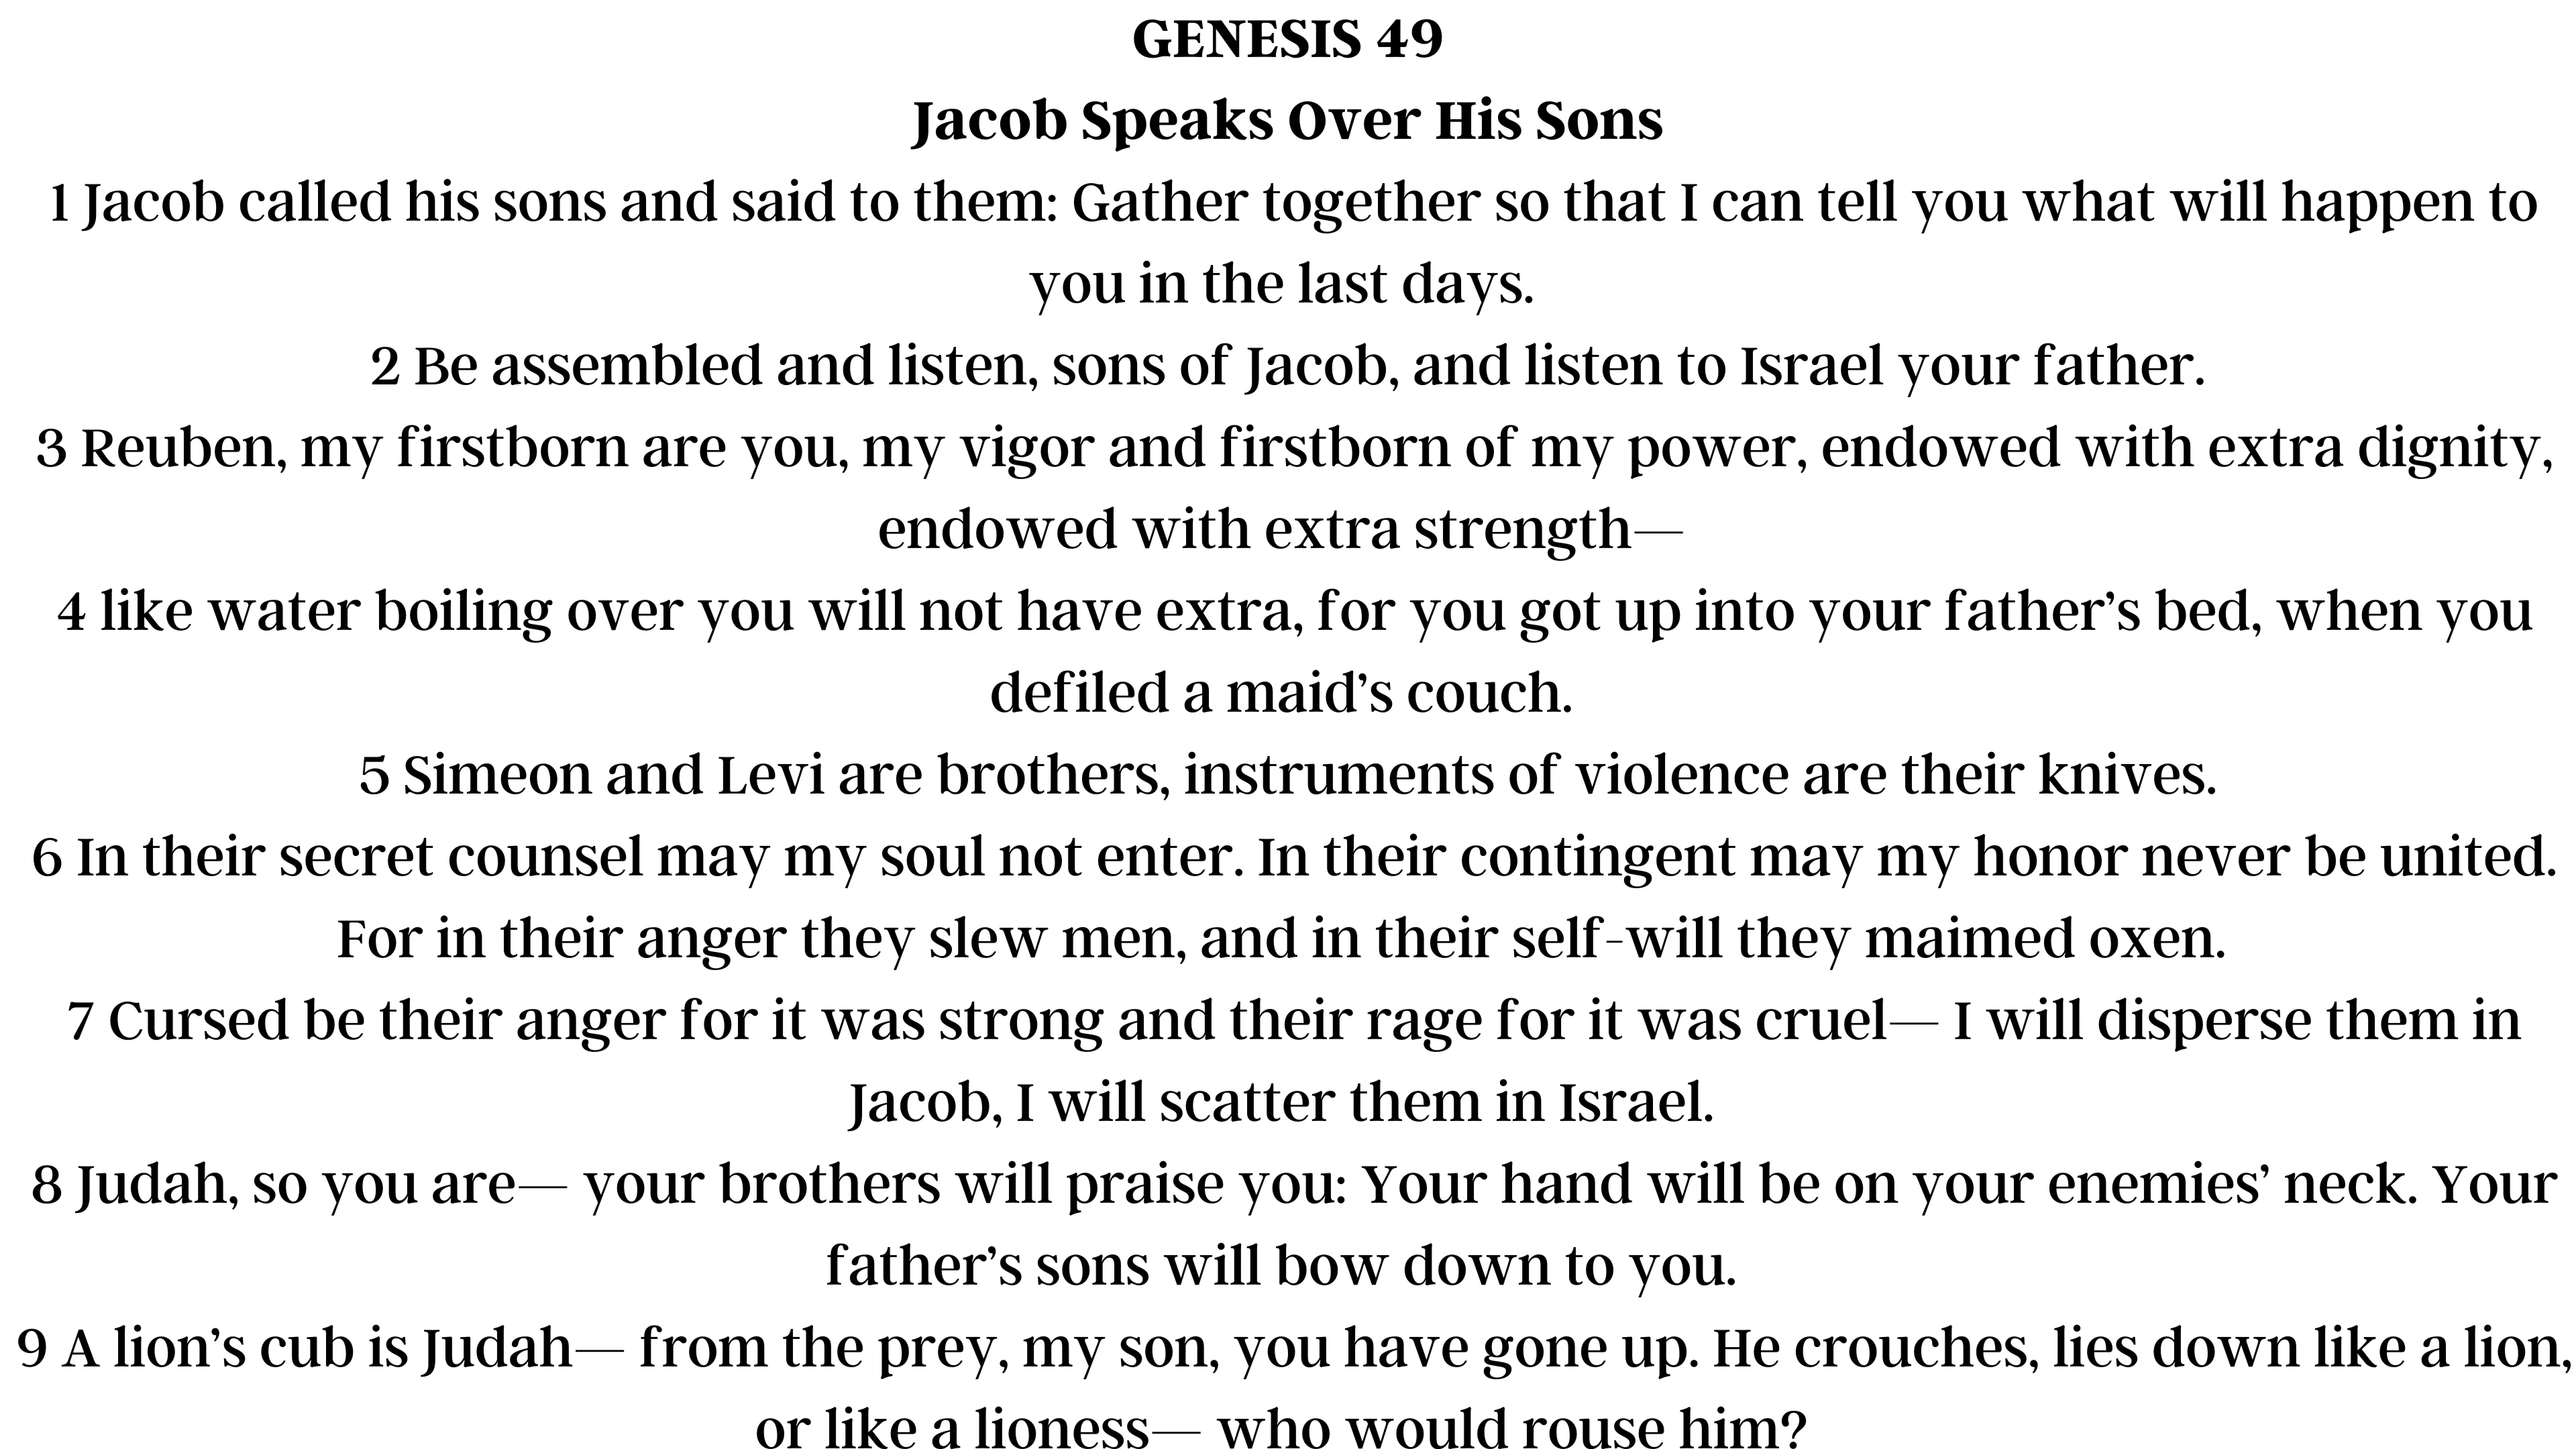 GENESIS 49
Jacob Speaks Over His Sons
1 Jacob called his sons and said to them: Gather together so that I can tell you what will happen to
you in the last days.
2 Be assembled and listen, sons of Jacob, and listen to Israel your father.
3 Reuben, my firstborn are you, my vigor and firstborn of my power, endowed with extra dignity,
endowed with extra strength—
4 like water boiling over you will not have extra, for you got up into your father’s bed, when you
defiled a maid’s couch.
5 Simeon and Levi are brothers, instruments of violence are their knives.
6 In their secret counsel may my soul not enter. In their contingent may my honor never be united.
For in their anger they slew men, and in their self-will they maimed oxen.
7 Cursed be their anger for it was strong and their rage for it was cruel— I will disperse them in
Jacob, I will scatter them in Israel.
8 Judah, so you are— your brothers will praise you: Your hand will be on your enemies’ neck. Your
father’s sons will bow down to you.
9 A lion’s cub is Judah— from the prey, my son, you have gone up. He crouches, lies down like a lion,
or like a lioness— who would rouse him?